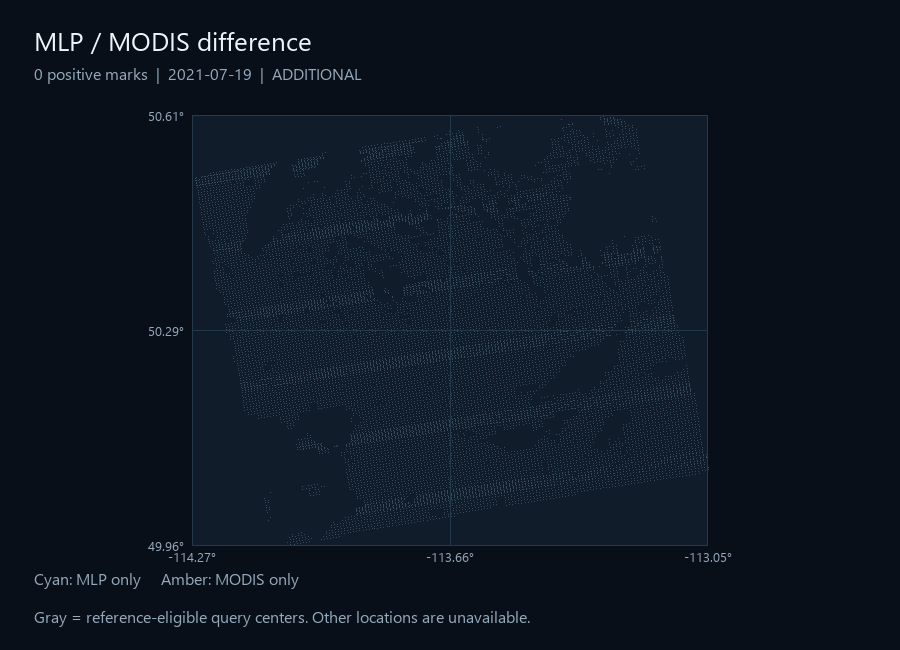 MLP / MODIS difference
0 positive marks | 2021-07-19 | ADDITIONAL
50.61°
50.29°
49.96°
-114.27° -113.66° -113.05°
Cyan: MLP only Amber: MODIS only
Gray = reference-eligible query centers. Other locations are unavailable.